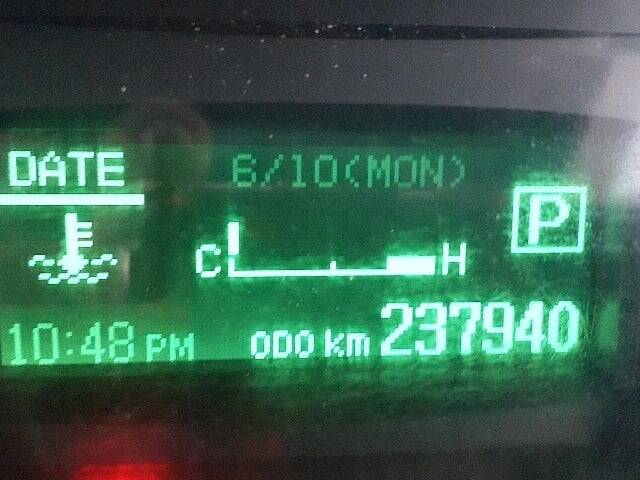 DATE 6/10(MON)
P
C H
10:48 PM ODO km 237940